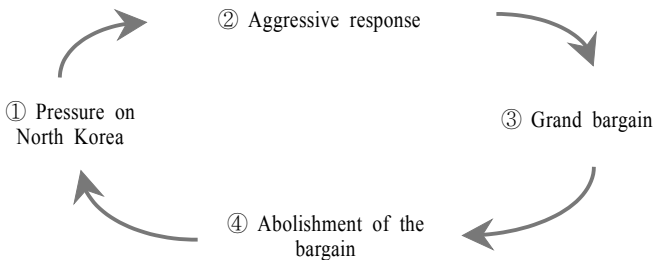 ② Aggressive response
① Pressure on
North Korea
③ Grand bargain
④ Abolishment of the
bargain